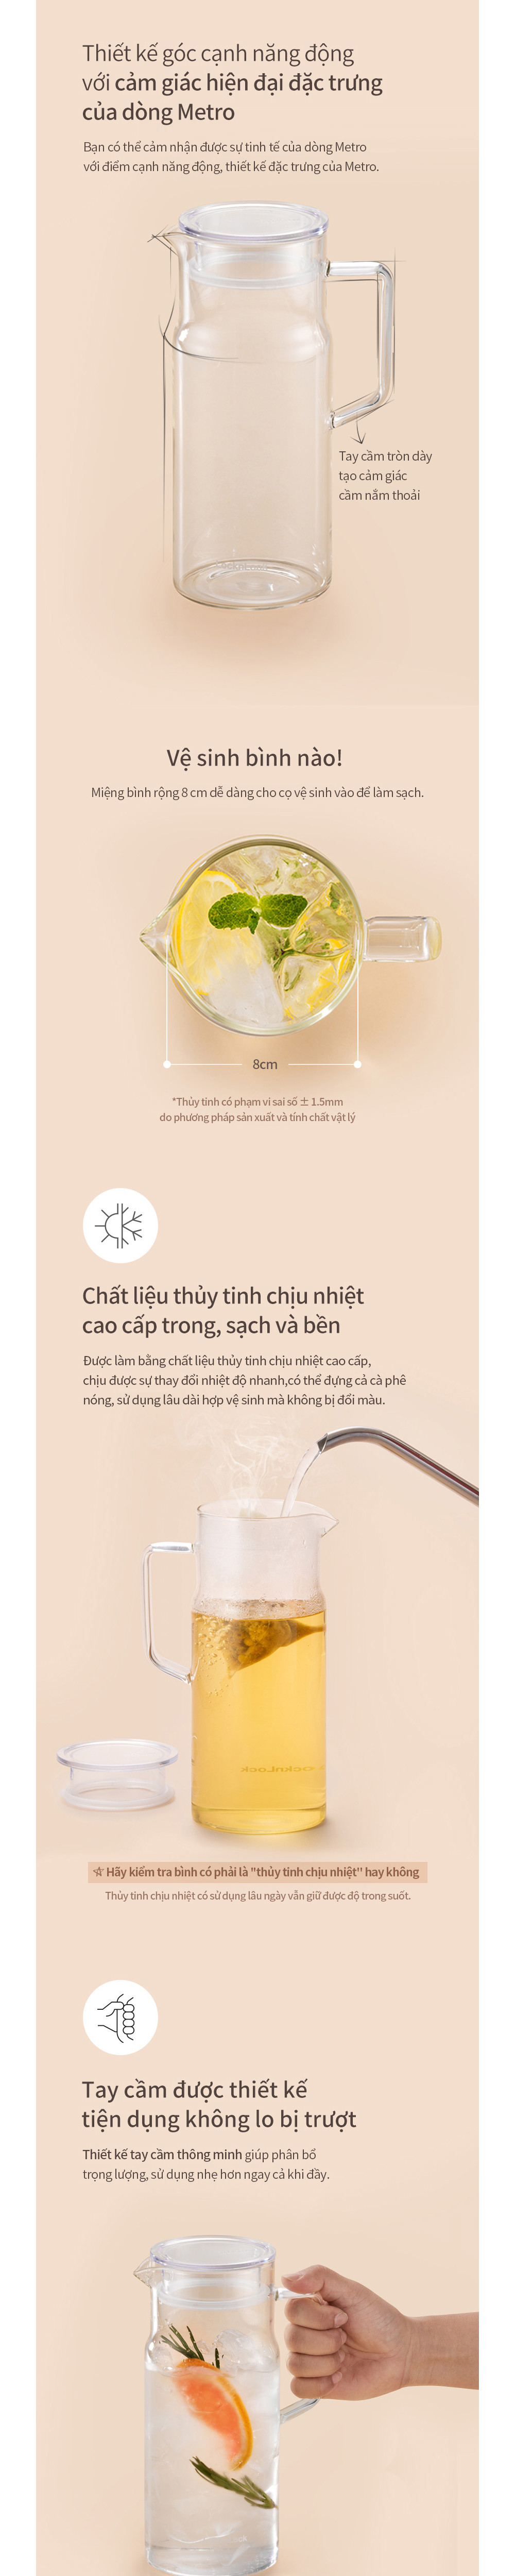 Thiết kế góc cạnh năng động
với cảm giác hiện đại đặc trưng
của dòng Metro
Bạn có thể cảm nhận được sự tinh tế của dòng Metro
với điểm cạnh năng động, thiết kế đặc trưng của Metro.
Tay cầm tròn dày
tạo cảm giác
cầm nắm thoải
Vệ sinh bình nào!
Miệng bình rộng 8 cm dễ dàng cho cọ vệ sinh vào để làm sạch.
8cm
*Thủy tinh có phạm vi sai số ± 1.5mm
do phương pháp sản xuất và tính chất vật lý
Chất liệu thủy tinh chịu nhiệt
cao cấp trong, sạch và bền
Được làm bằng chất liệu thủy tinh chịu nhiệt cao cấp,
chịu được sự thay đổi nhiệt độ nhanh,có thể đựng cả cà phê
nóng, sử dụng lâu dài hợp vệ sinh mà không bị đổi màu.
LocknLock
☆ Hãy kiểm tra bình có phải là "thủy tinh chịu nhiệt" hay không
Thủy tinh chịu nhiệt có sử dụng lâu ngày vẫn giữ được độ trong suốt.
Tay cầm được thiết kế
tiện dụng không lo bị trượt
Thiết kế tay cầm thông minh giúp phân bổ
trọng lượng, sử dụng nhẹ hơn ngay cả khi đầy.